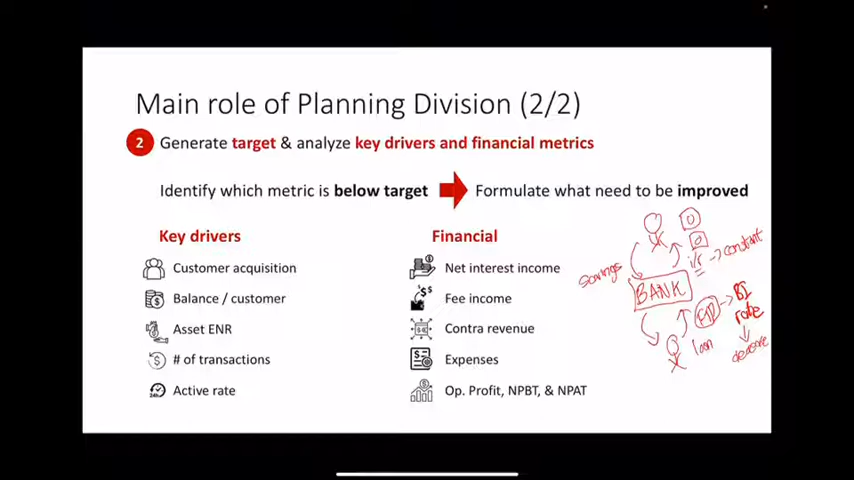 Main role of Planning Division (2/2)
2 Generate target & analyze key drivers and financial metrics
Identify which metric is below target
Formulate what need to be improved
Key drivers
Customer acquisition
Balance / customer
Asset ENR
# of transactions
Active rate
Financial
Net interest income
Fee income
Contra revenue
Expenses
Op. Profit, NPBT, & NPAT
constant
savings
BANK
BI
rate
loan